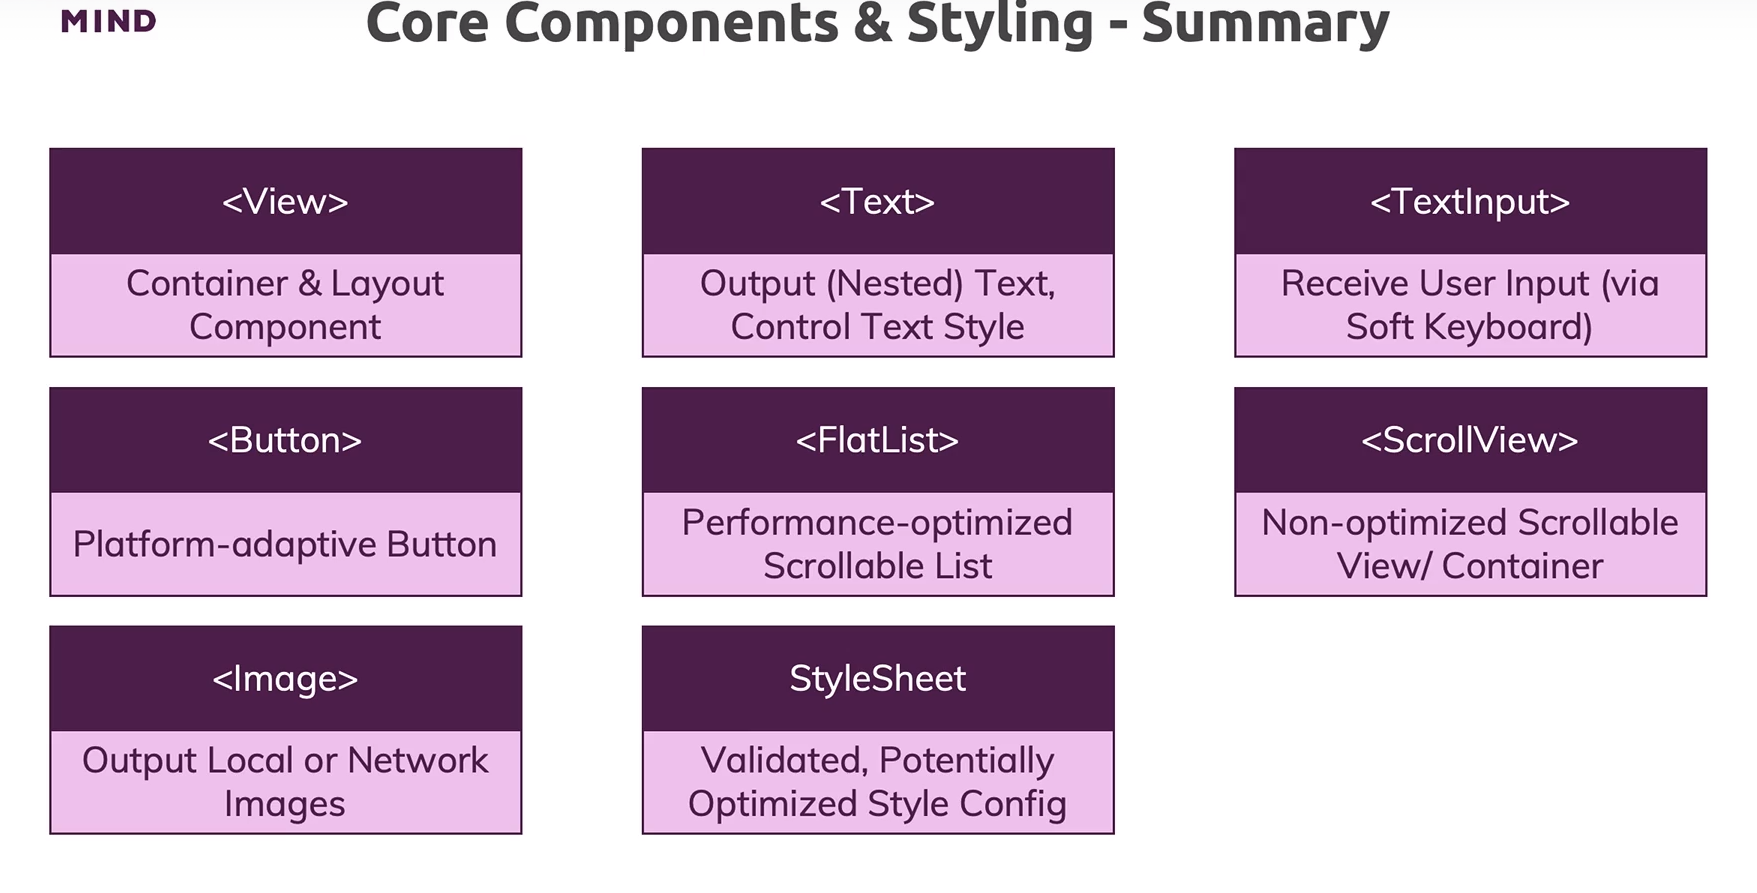 MIND
Core Components & Styling - Summary
<View>
Container & Layout
Component
<Text>
Output (Nested) Text,
Control Text Style
<TextInput>
Receive User Input (via
Soft Keyboard)
<Button>
Platform-adaptive Button
<FlatList>
Performance-optimized
Scrollable List
<ScrollView>
Non-optimized Scrollable
View/ Container
<Image>
Output Local or Network
Images
StyleSheet
Validated, Potentially
Optimized Style Config